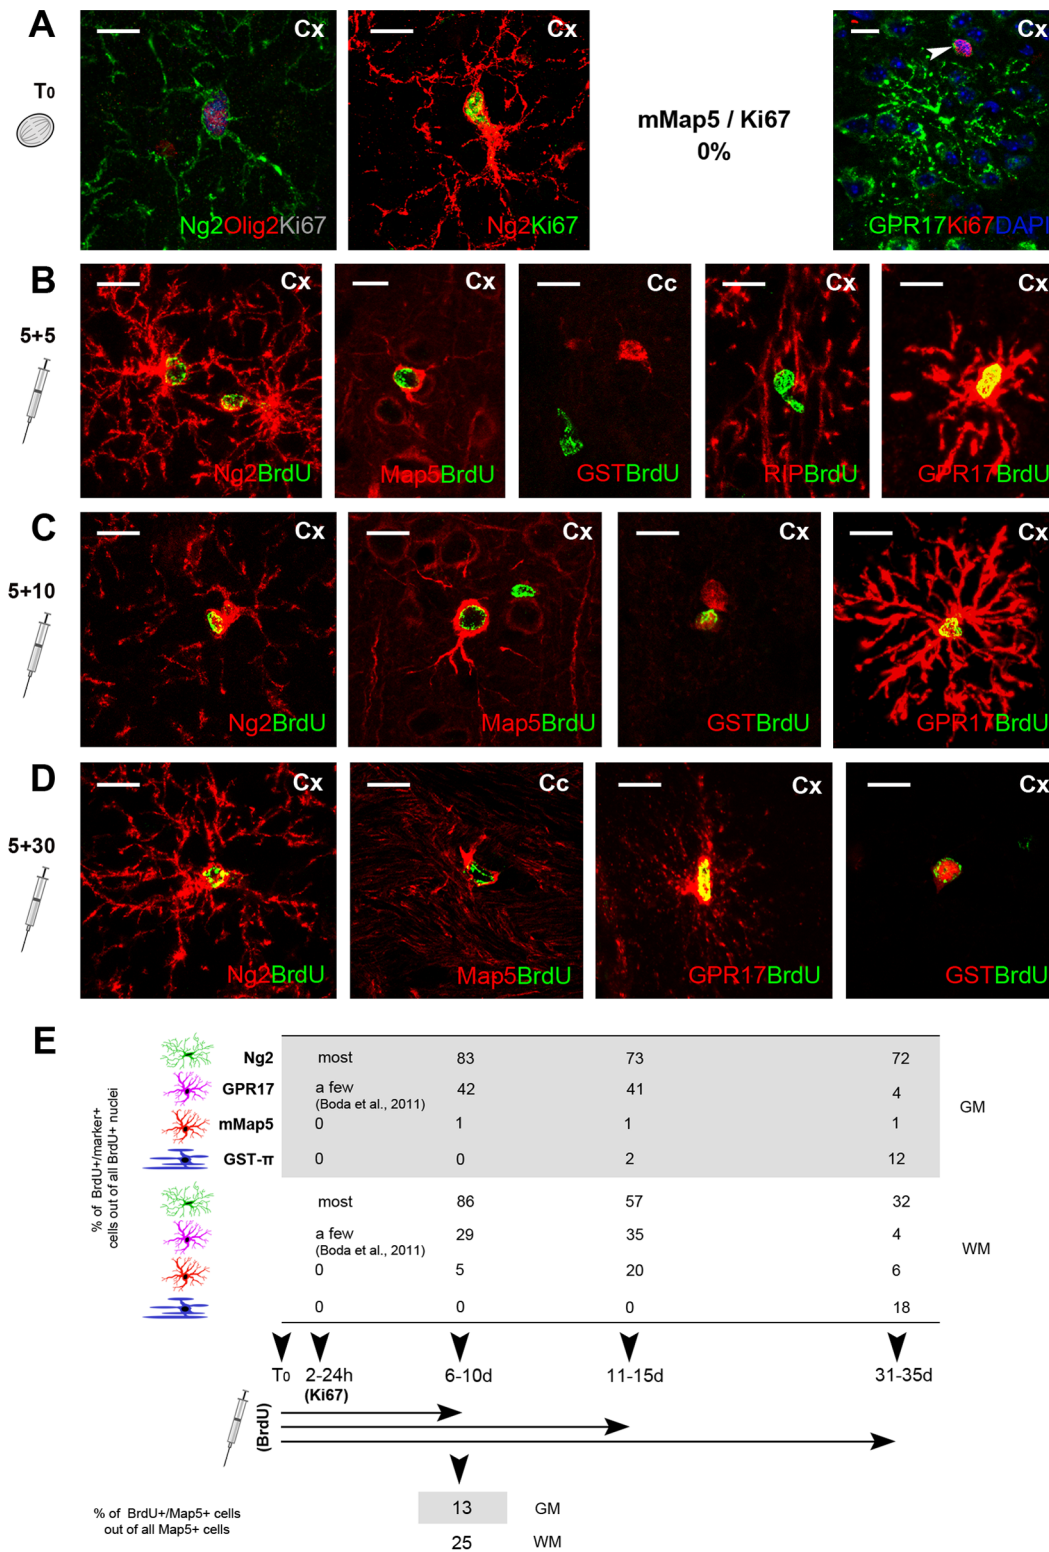 A
T0
Cx
Ng2Olig2Ki67
Cx
Ng2Ki67
mMap5 / Ki67
0%
Cx
GPR17Ki67DAPI
B
5+5
Cx
Ng2BrdU
Cx
Map5BrdU
Cc
GSTBrdU
Cx
RIPBrdU
Cx
GPR17BrdU
C
5+10
Cx
Ng2BrdU
Cx
Map5BrdU
Cx
GSTBrdU
Cx
GPR17BrdU
D
5+30
Cx
Ng2BrdU
Cc
Map5BrdU
Cx
GPR17BrdU
Cx
GSTBrdU
E
% of BrdU+/marker+
cells out of all BrdU+ nuclei
Ng2 most 83 73 72
GPR17 a few 42 41 4
(Boda et al., 2011)
GM
mMap5 0 1 1 1
GST-π 0 0 2 12
most 86 57 32
a few 29 35 4
(Boda et al., 2011)
WM
0 5 20 6
0 0 0 18
T0 2-24h 6-10d 11-15d 31-35d
(Ki67)
(BrdU)
% of BrdU+/Map5+ cells
out of all Map5+ cells
13 GM
25 WM